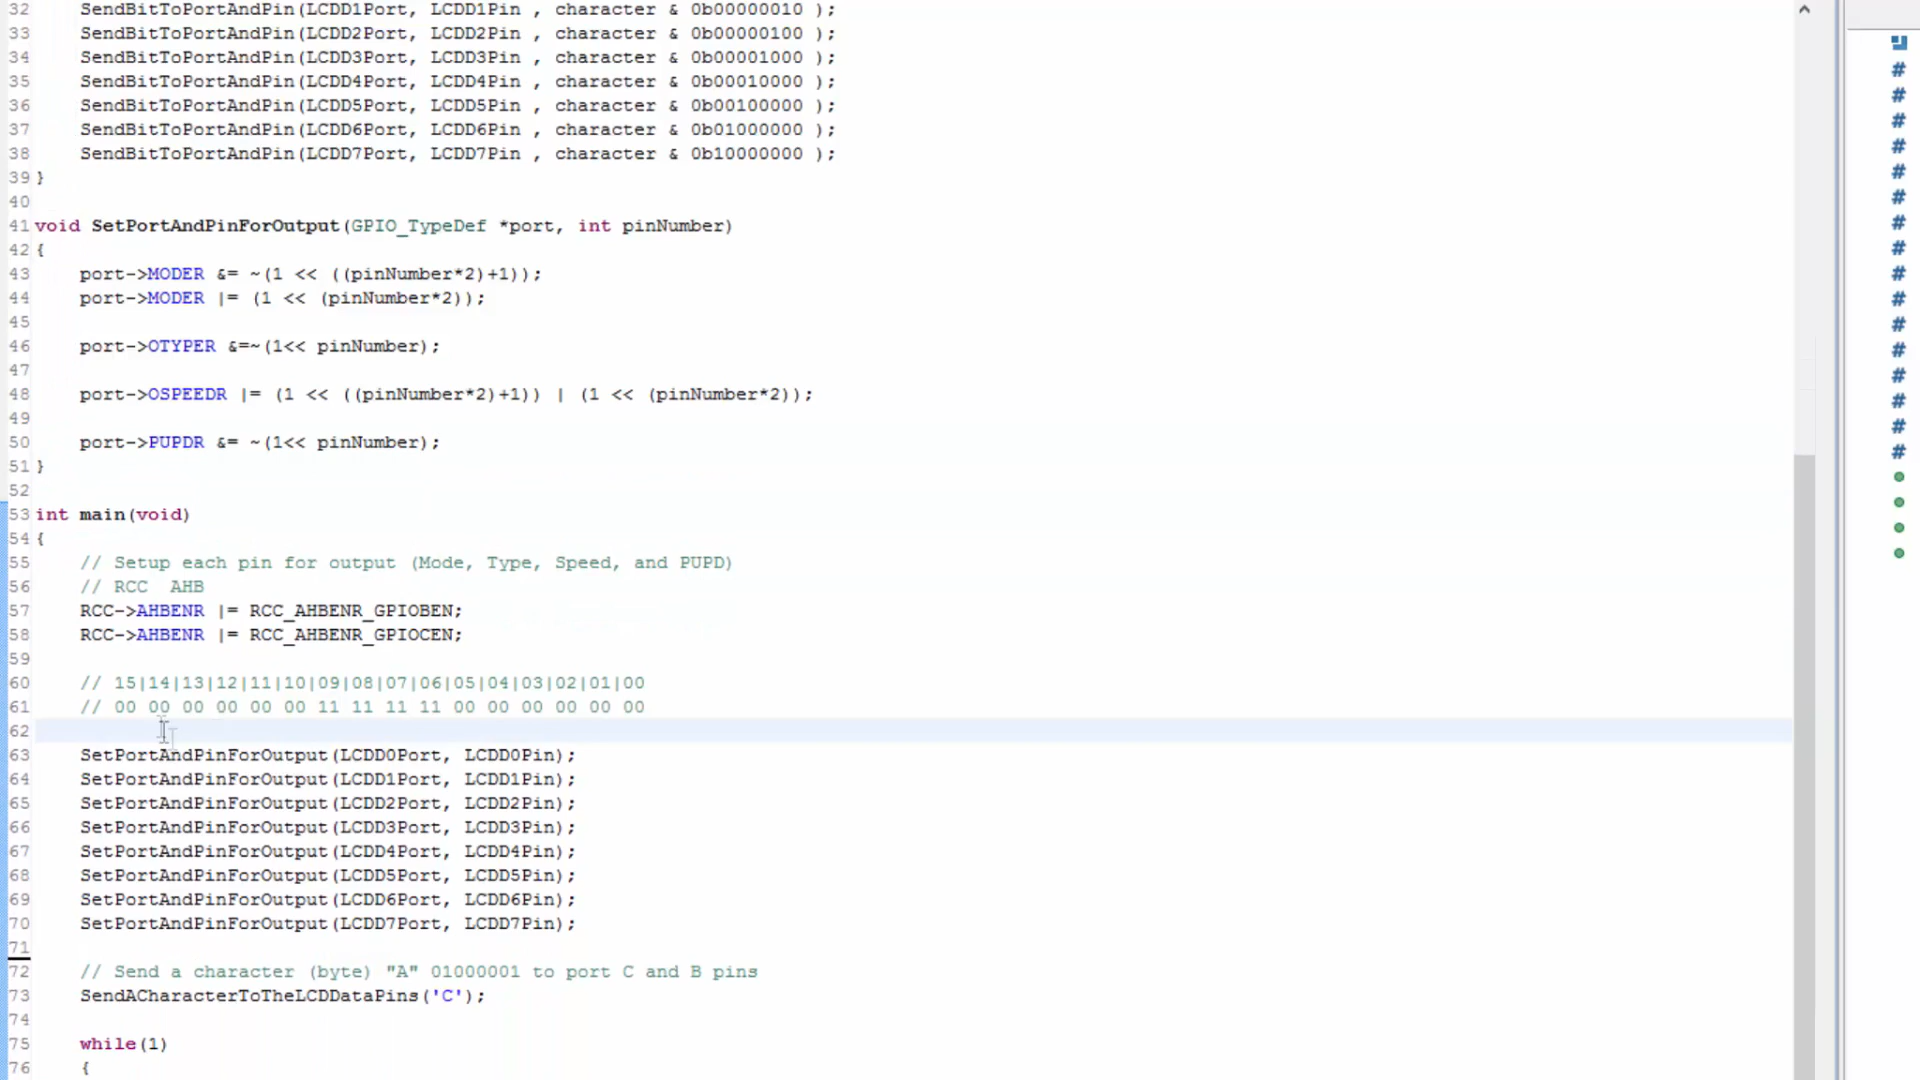 32 SendBitToPortAndPin(LCDD1Port, LCDD1Pin , character & 0b00000010 );
33 SendBitToPortAndPin(LCDD2Port, LCDD2Pin , character & 0b00000100 );
34 SendBitToPortAndPin(LCDD3Port, LCDD3Pin , character & 0b00001000 );
35 SendBitToPortAndPin(LCDD4Port, LCDD4Pin , character & 0b00010000 );
36 SendBitToPortAndPin(LCDD5Port, LCDD5Pin , character & 0b00100000 );
37 SendBitToPortAndPin(LCDD6Port, LCDD6Pin , character & 0b01000000 );
38 SendBitToPortAndPin(LCDD7Port, LCDD7Pin , character & 0b10000000 );
39 }
40
41 void SetPortAndPinForOutput(GPIO_TypeDef *port, int pinNumber)
42 {
43 port->MODER &= ~(1 << ((pinNumber*2)+1));
44 port->MODER |= (1 << (pinNumber*2));
45
46 port->OTYPER &=~(1<< pinNumber);
47
48 port->OSPEEDR |= (1 << ((pinNumber*2)+1)) | (1 << (pinNumber*2));
49
50 port->PUPDR &= ~(1<< pinNumber);
51 }
52
53 int main(void)
54 {
55 // Setup each pin for output (Mode, Type, Speed, and PUPD)
56 // RCC  AHB
57 RCC->AHBENR |= RCC_AHBENR_GPIOBEN;
58 RCC->AHBENR |= RCC_AHBENR_GPIOCEN;
59
60 // 15|14|13|12|11|10|09|08|07|06|05|04|03|02|01|00
61 // 00 00 00 00 00 00 11 11 11 11 00 00 00 00 00 00
62
63 SetPortAndPinForOutput(LCDD0Port, LCDD0Pin);
64 SetPortAndPinForOutput(LCDD1Port, LCDD1Pin);
65 SetPortAndPinForOutput(LCDD2Port, LCDD2Pin);
66 SetPortAndPinForOutput(LCDD3Port, LCDD3Pin);
67 SetPortAndPinForOutput(LCDD4Port, LCDD4Pin);
68 SetPortAndPinForOutput(LCDD5Port, LCDD5Pin);
69 SetPortAndPinForOutput(LCDD6Port, LCDD6Pin);
70 SetPortAndPinForOutput(LCDD7Port, LCDD7Pin);
71
72 // Send a character (byte) "A" 01000001 to port C and B pins
73 SendACharacterToTheLCDDataPins('C');
74
75 while(1)
76 {